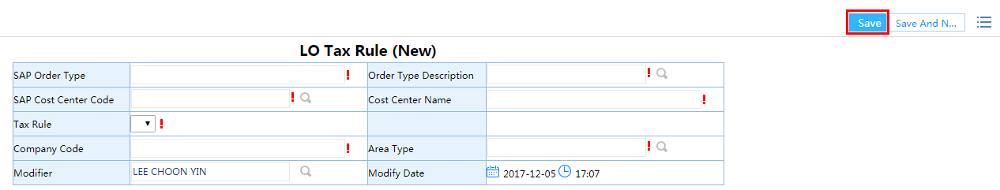 Save Save And N...
LO Tax Rule (New)
SAP Order Type ! Order Type Description !
SAP Cost Center Code ! Cost Center Name !
Tax Rule !
Company Code ! Area Type !
Modifier LEE CHOON YIN Modify Date 2017-12-05 17:07